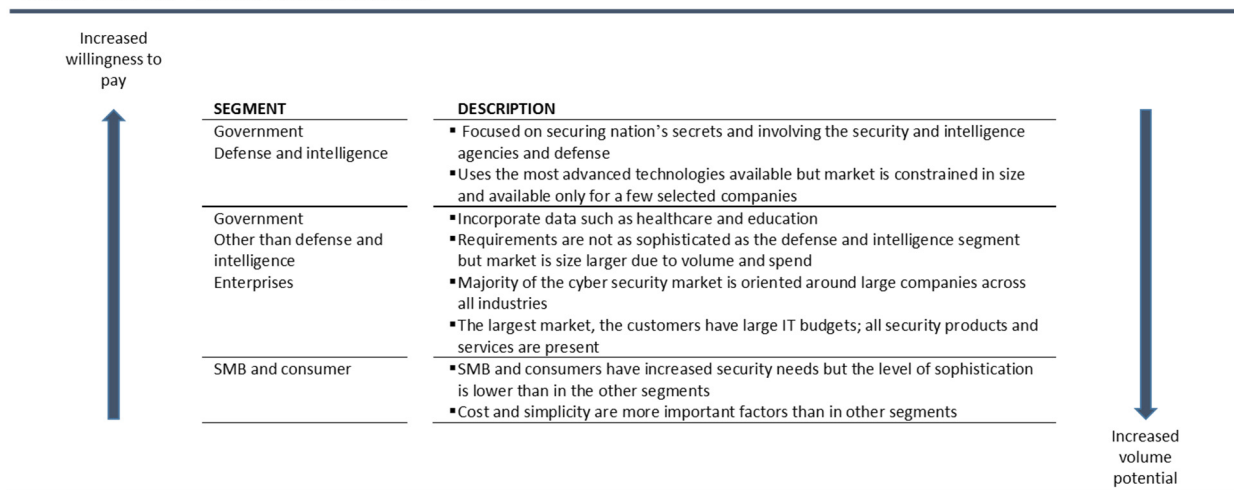 Increased
willingness to
pay
SEGMENT
DESCRIPTION
Government
Defense and intelligence
▪ Focused on securing nation’s secrets and involving the security and intelligence
agencies and defense
▪Uses the most advanced technologies available but market is constrained in size
and available only for a few selected companies
Government
Other than defense and
intelligence
Enterprises
▪Incorporate data such as healthcare and education
▪Requirements are not as sophisticated as the defense and intelligence segment
but market is size larger due to volume and spend
▪Majority of the cyber security market is oriented around large companies across
all industries
▪The largest market, the customers have large IT budgets; all security products and
services are present
SMB and consumer
▪SMB and consumers have increased security needs but the level of sophistication
is lower than in the other segments
▪Cost and simplicity are more important factors than in other segments
Increased
volume
potential